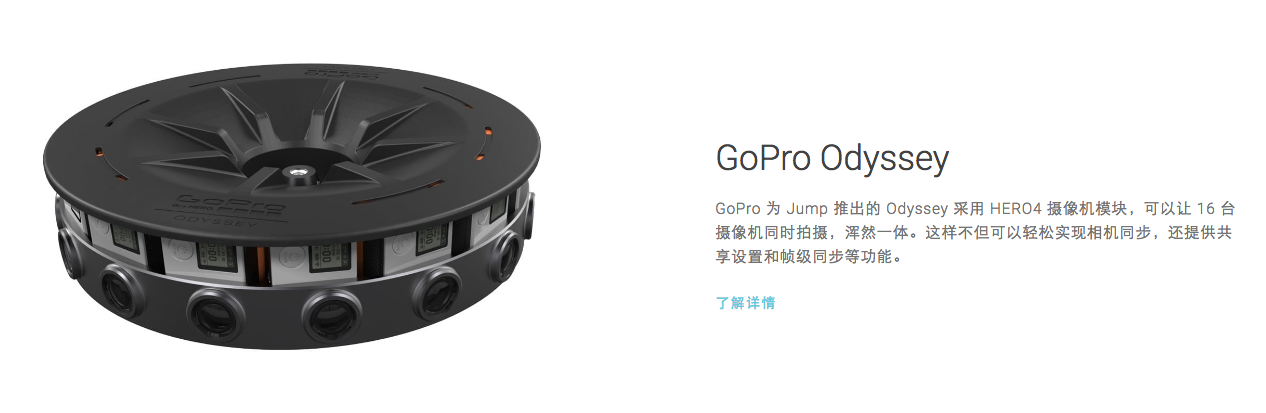 GoPro
ODYSSEY
GoPro Odyssey
GoPro 为 Jump 推出的 Odyssey 采用 HERO4 摄像机模块，可以让 16 台
摄像机同时拍摄，浑然一体。这样不但可以轻松实现相机同步，还提供共
享设置和帧级同步等功能。
了解详情